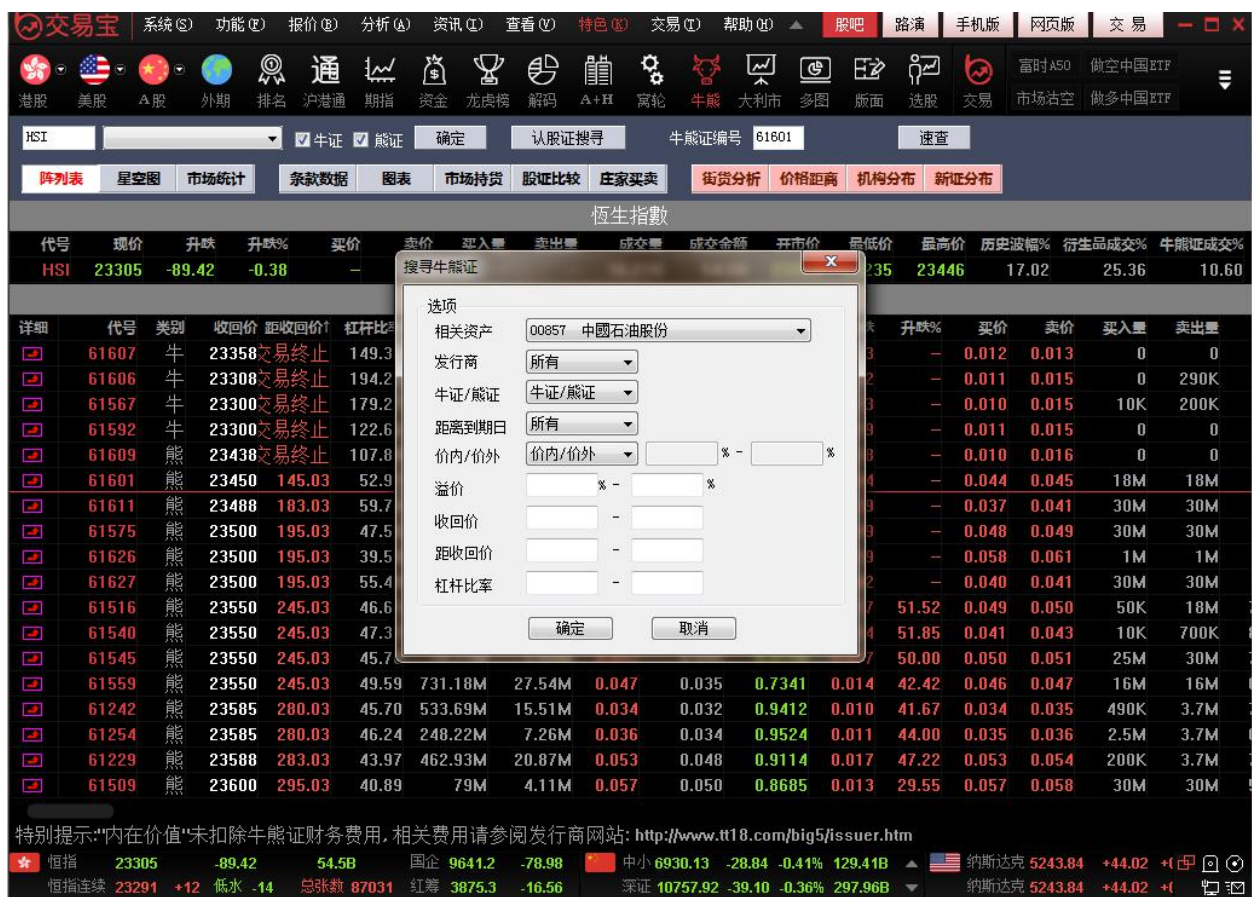 交易宝 系统(S) 功能(F) 报价(B) 分析(A) 资讯(I) 查看(V) 特色(K) 交易(T) 帮助(H) 股吧 路演 手机版 网页版 交 易
港股 美股 A股 外期 排名 沪港通 期指 资金 龙虎榜 解码 A+H 窝轮 牛熊 大利市 多图 版面 选股 交易 富时A50 做空中国ETF
通 市场沽空 做多中国ETF
HSI 牛证 熊证 确定 认股证搜寻 牛熊证编号 61601 速查
阵列表 星空图 市场统计 条款数据 图表 市场持货 股证比较 庄家买卖 街货分析 价格距离 机构分布 新证分布
恆生指數
代号 现价 升跌 升跌% 买价 卖价 买入量 卖出量 成交量 成交金额 开市价 最低价 最高价 历史波幅% 衍生品成交% 牛熊证成交%
HSI 23305 -89.42 -0.38 – 235 23446 17.02 25.36 10.60
搜寻牛熊证
选项
相关资产 00857 中國石油股份
发行商 所有
牛证/熊证 牛证/熊证
距离到期日 所有
价内/价外 价内/价外 % - %
溢价 % - %
收回价 -
距收回价 -
杠杆比率 -
确定 取消
详细 代号 类别 收回价 距收回价↑ 杠杆比 升跌% 买价 卖价 买入量 卖出量
61607 牛 23358 交易终止 149.3 – 0.012 0.013 0 0
61606 牛 23308 交易终止 194.2 – 0.011 0.015 0 290K
61567 牛 23300 交易终止 179.2 – 0.010 0.015 10K 200K
61592 牛 23300 交易终止 122.6 – 0.011 0.015 0 0
61609 熊 23438 交易终止 107.8 – 0.010 0.016 0 0
61601 熊 23450 145.03 52.9 – 0.044 0.045 18M 18M
61611 熊 23488 183.03 59.7 – 0.037 0.041 30M 30M
61575 熊 23500 195.03 47.5 – 0.048 0.049 30M 30M
61626 熊 23500 195.03 39.5 – 0.058 0.061 1M 1M
61627 熊 23500 195.03 55.4 – 0.040 0.041 30M 30M
61516 熊 23550 245.03 46.6 51.52 0.049 0.050 50K 18M
61540 熊 23550 245.03 47.3 51.85 0.041 0.043 10K 700K
61545 熊 23550 245.03 45.7 50.00 0.050 0.051 25M 30M
61559 熊 23550 245.03 49.59 731.18M 27.54M 0.047 0.035 0.7341 0.014 42.42 0.046 0.047 16M 16M
61242 熊 23585 280.03 45.70 533.69M 15.51M 0.034 0.032 0.9412 0.010 41.67 0.034 0.035 490K 3.7M
61254 熊 23585 280.03 46.24 248.22M 7.26M 0.036 0.034 0.9524 0.011 44.00 0.035 0.036 2.5M 3.7M
61229 熊 23588 283.03 43.97 462.93M 20.87M 0.053 0.048 0.9114 0.017 47.22 0.053 0.054 200K 3.7M
61509 熊 23600 295.03 40.89 79M 4.11M 0.057 0.050 0.8685 0.013 29.55 0.057 0.058 30M 30M
特别提示:"内在价值"未扣除牛熊证财务费用,相关费用请参阅发行商网站: http://www.tt18.com/big5/issuer.htm
恒指 23305 -89.42 54.5B 国企 9641.2 -78.98 中小 6930.13 -28.84 -0.41% 129.41B 纳斯达克 5243.84 +44.02
恒指连续 23291 +12 低水 -14 总张数 87031 红筹 3875.3 -16.56 深证 10757.92 -39.10 -0.36% 297.96B 纳斯达克 5243.84 +44.02